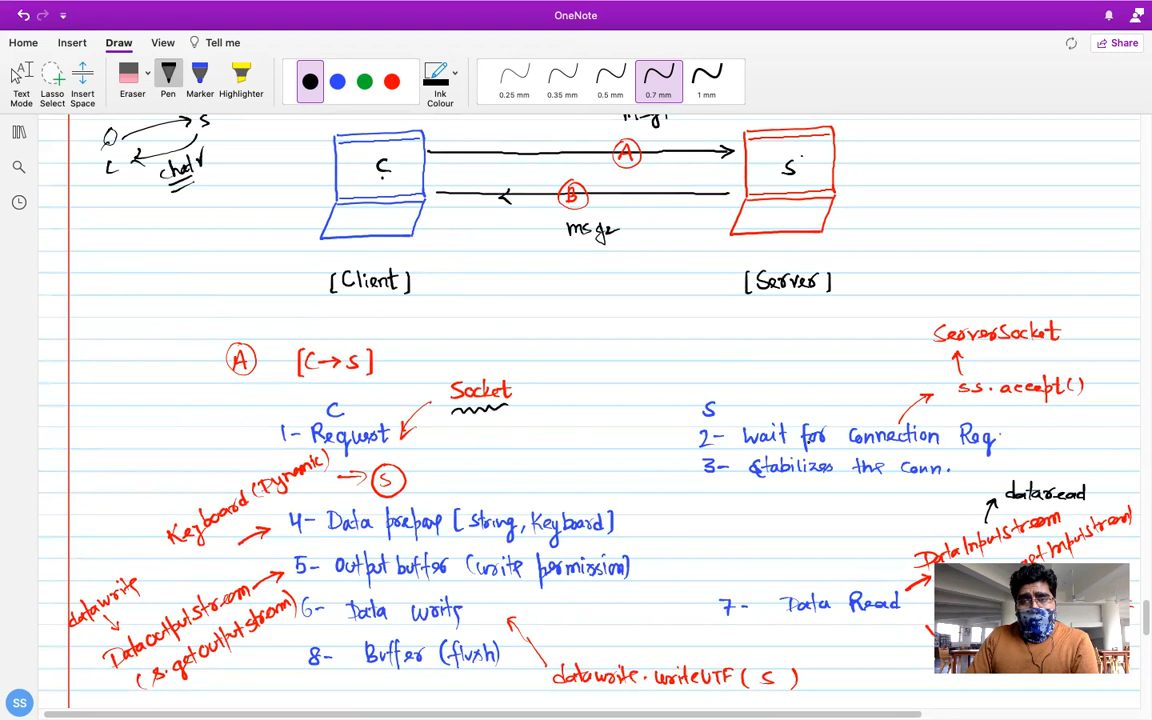 OneNote
Home Insert Draw View Tell me
Share
Text Mode
Lasso Select
Insert Space
Eraser
Pen
Marker
Highlighter
0.25 mm
0.35 mm
0.5 mm
0.7 mm
1 mm
Ink Colour
S
C
chat
C
S
A
B
msg2
[Client]
[Server]
ServerSocket
ss.accept()
A [C→S]
Socket
C
S
1- Request
2- wait for connection Req.
3- Stabilizes the conn.
Keyboard (Dynamic) → S
4- Data prepare [string, Keyboard]
dataread
DataInputstream
getInputstream
5- Output buffer (write permission)
datawrite
Dataoutputstream
(s.getoutputstream)
6- Data write
7- Data Read
8- Buffer (flush)
datawrite.writeUTF(s)
SS